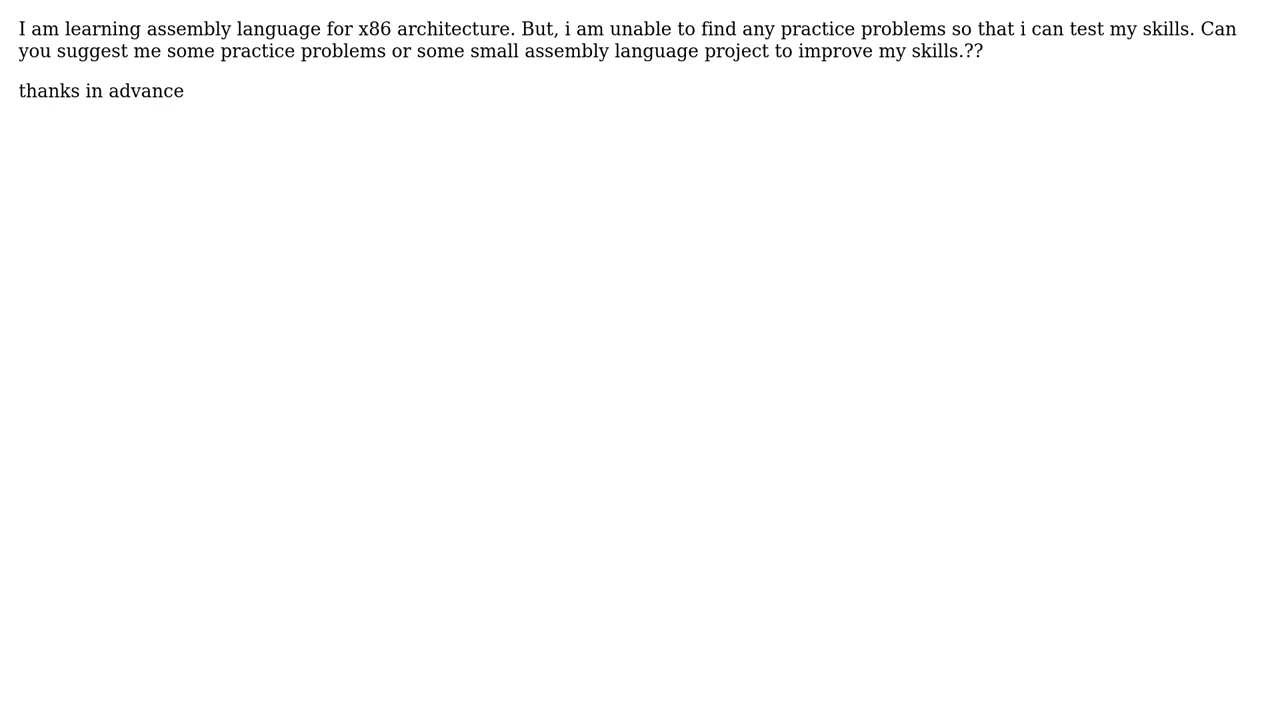 I am learning assembly language for x86 architecture. But, i am unable to find any practice problems so that i can test my skills. Can
you suggest me some practice problems or some small assembly language project to improve my skills.??
thanks in advance